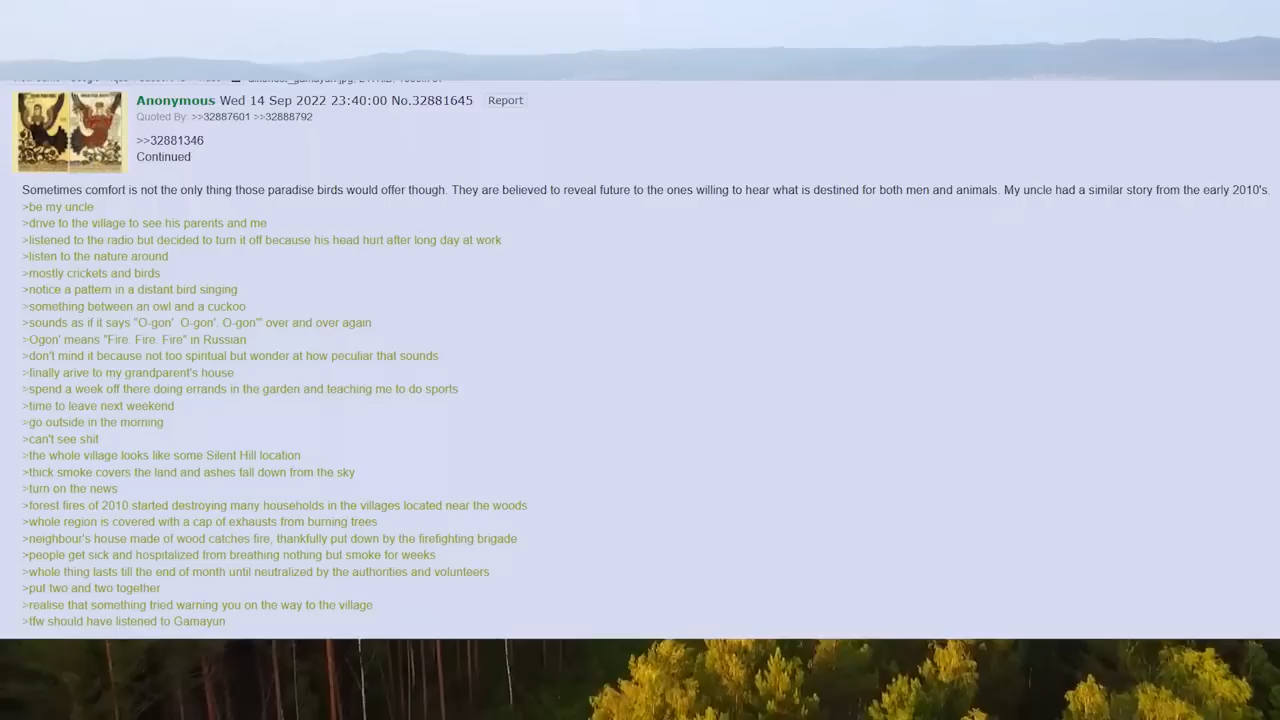 Anonymous Wed 14 Sep 2022 23:40:00 No.32881645 Report
Quoted By: >>32887601 >>32888792
>>32881346
Continued
Sometimes comfort is not the only thing those paradise birds would offer though. They are believed to reveal future to the ones willing to hear what is destined for both men and animals. My uncle had a similar story from the early 2010's.
>be my uncle
>drive to the village to see his parents and me
>listened to the radio but decided to turn it off because his head hurt after long day at work
>listen to the nature around
>mostly crickets and birds
>notice a pattern in a distant bird singing
>something between an owl and a cuckoo
>sounds as if it says "O-gon'  O-gon'. O-gon'" over and over again
>Ogon' means "Fire. Fire. Fire" in Russian
>don't mind it because not too spiritual but wonder at how peculiar that sounds
>finally arive to my grandparent's house
>spend a week off there doing errands in the garden and teaching me to do sports
>time to leave next weekend
>go outside in the morning
>can't see shit
>the whole village looks like some Silent Hill location
>thick smoke covers the land and ashes fall down from the sky
>turn on the news
>forest fires of 2010 started destroying many households in the villages located near the woods
>whole region is covered with a cap of exhausts from burning trees
>neighbour's house made of wood catches fire, thankfully put down by the firefighting brigade
>people get sick and hospitalized from breathing nothing but smoke for weeks
>whole thing lasts till the end of month until neutralized by the authorities and volunteers
>put two and two together
>realise that something tried warning you on the way to the village
>tfw should have listened to Gamayun